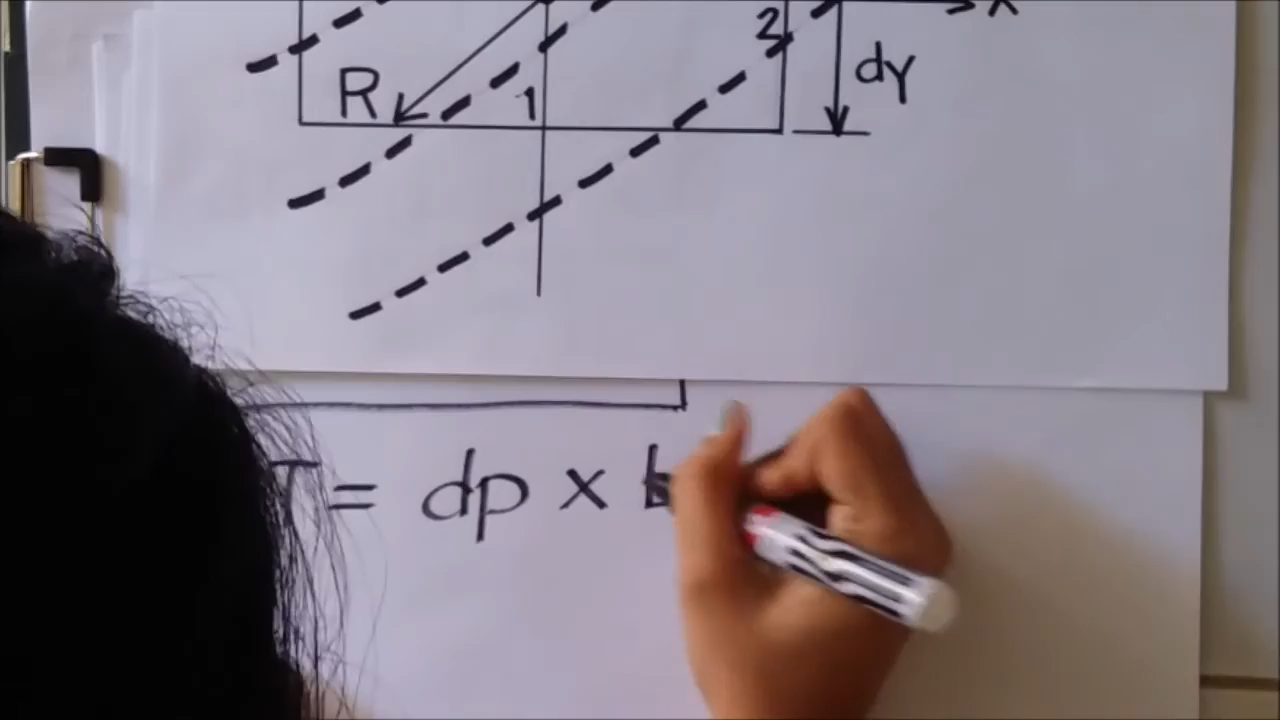 2 x
dy
R
1
T = dp x